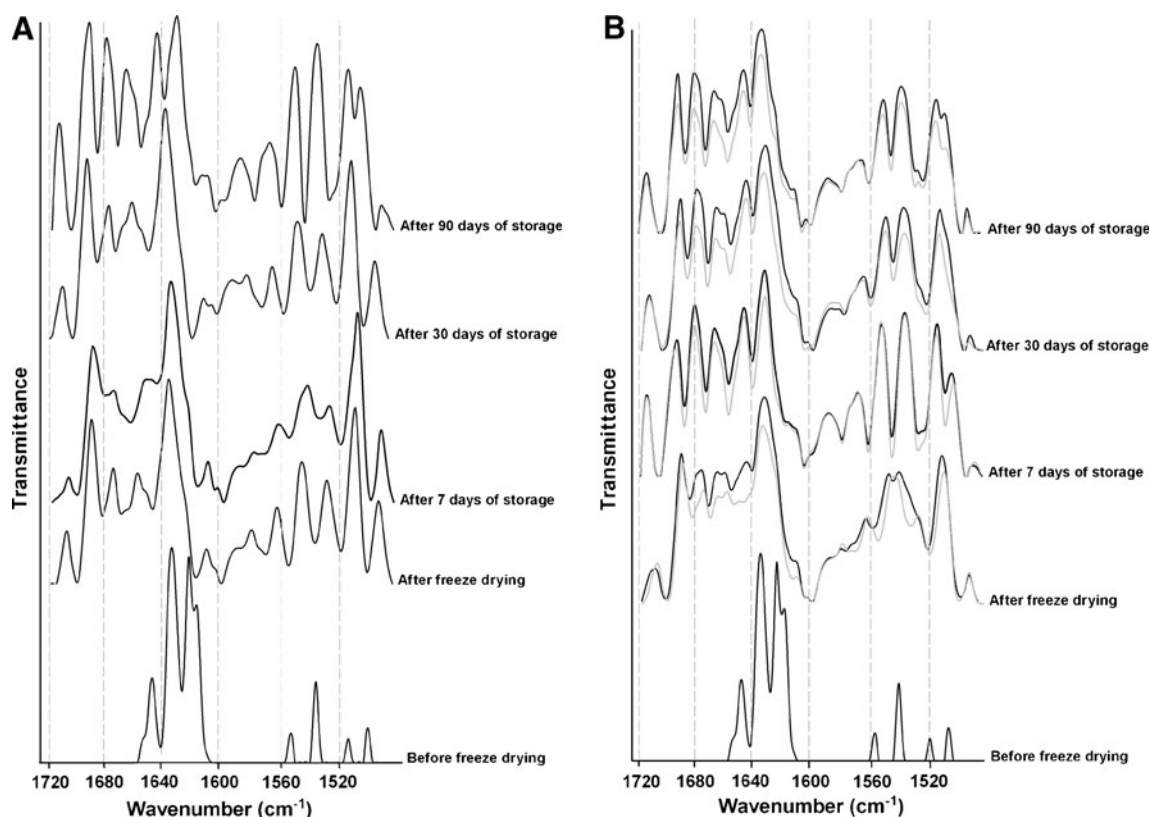 A
Transmittance
After 90 days of storage
After 30 days of storage
After 7 days of storage
After freeze drying
Before freeze drying
1720 1680 1640 1600 1560 1520
Wavenumber (cm⁻¹)
B
Transmittance
After 90 days of storage
After 30 days of storage
After 7 days of storage
After freeze drying
Before freeze drying
1720 1680 1640 1600 1560 1520
Wavenumber (cm⁻¹)